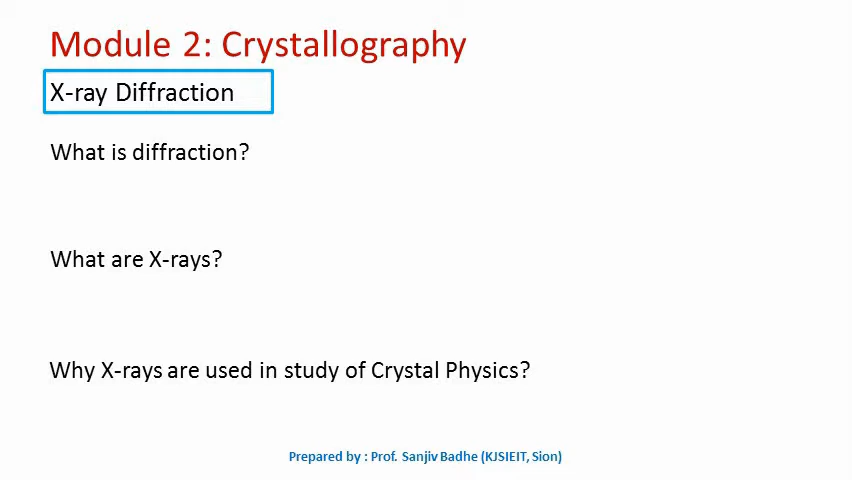 Module 2: Crystallography
X-ray Diffraction
What is diffraction?
What are X-rays?
Why X-rays are used in study of Crystal Physics?
Prepared by : Prof. Sanjiv Badhe (KJSIEIT, Sion)